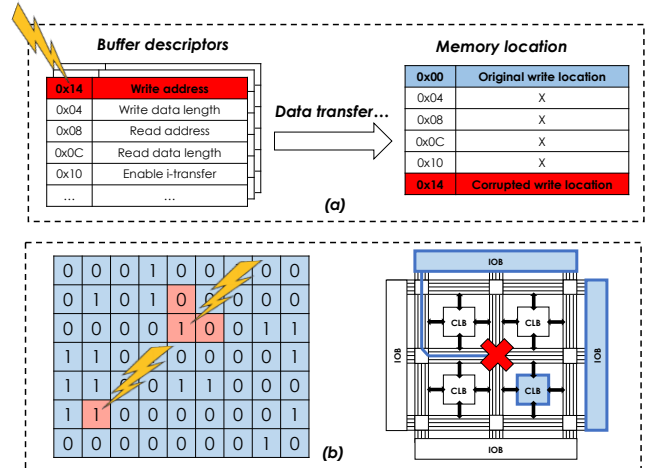 Buffer descriptors
Memory location
0x14 Write address
0x04 Write data length
0x08 Read address
0x0C Read data length
0x10 Enable i-transfer
... ...
Data transfer...
0x00 Original write location
0x04 X
0x08 X
0x0C X
0x10 X
0x14 Corrupted write location
(a)
0 0 0 1 0 0 0 0
0 1 0 1 0 0 0 0 0
0 0 0 0 1 0 0 1 1
1 1 0 0 0 0 0 1
1 1 0 0 1 1 0 0 0
1 1 0 0 0 0 0 0 1
0 0 0 0 0 0 0 1 0
(b)
IOB
IOB
CLB
CLB
IOB
CLB
CLB
IOB